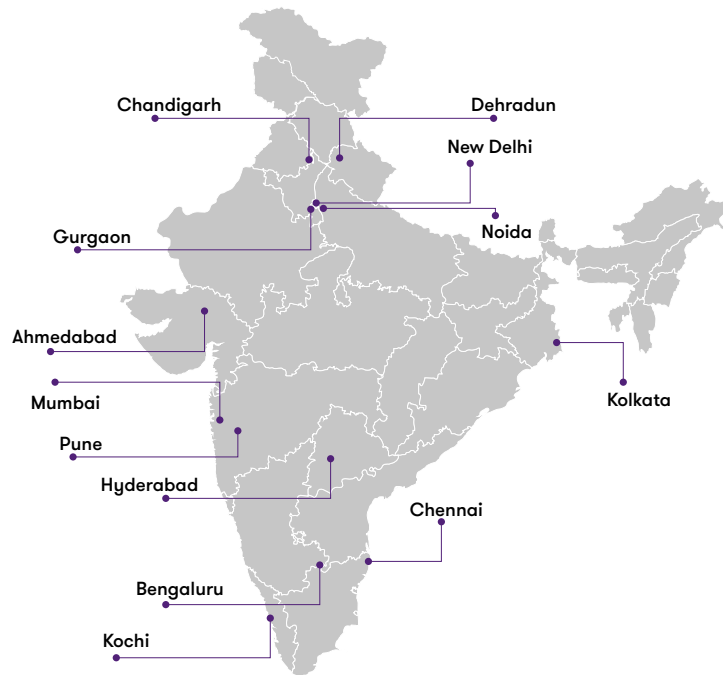 Chandigarh
Dehradun
New Delhi
Noida
Gurgaon
Ahmedabad
Mumbai
Kolkata
Pune
Hyderabad
Chennai
Bengaluru
Kochi